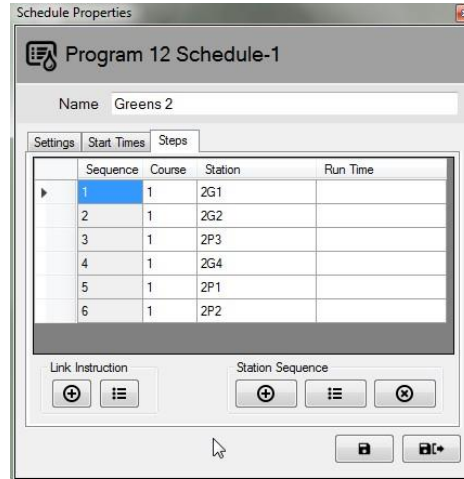 Schedule Properties
Program 12 Schedule-1
Name Greens 2
Settings Start Times Steps
Sequence Course Station Run Time
1 1 2G1
2 1 2G2
3 1 2P3
4 1 2G4
5 1 2P1
6 1 2P2
Link Instruction Station Sequence